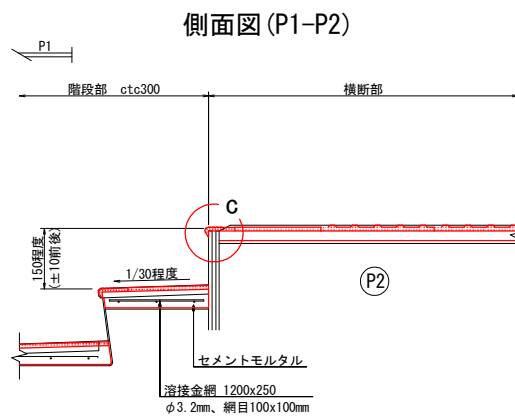 側面図(P1-P2)
P1
階段部 ctc300
横断部
C
150程度
(±10前後)
1/30程度
P2
セメントモルタル
溶接金網 1200x250
φ3.2mm、網目100x100mm